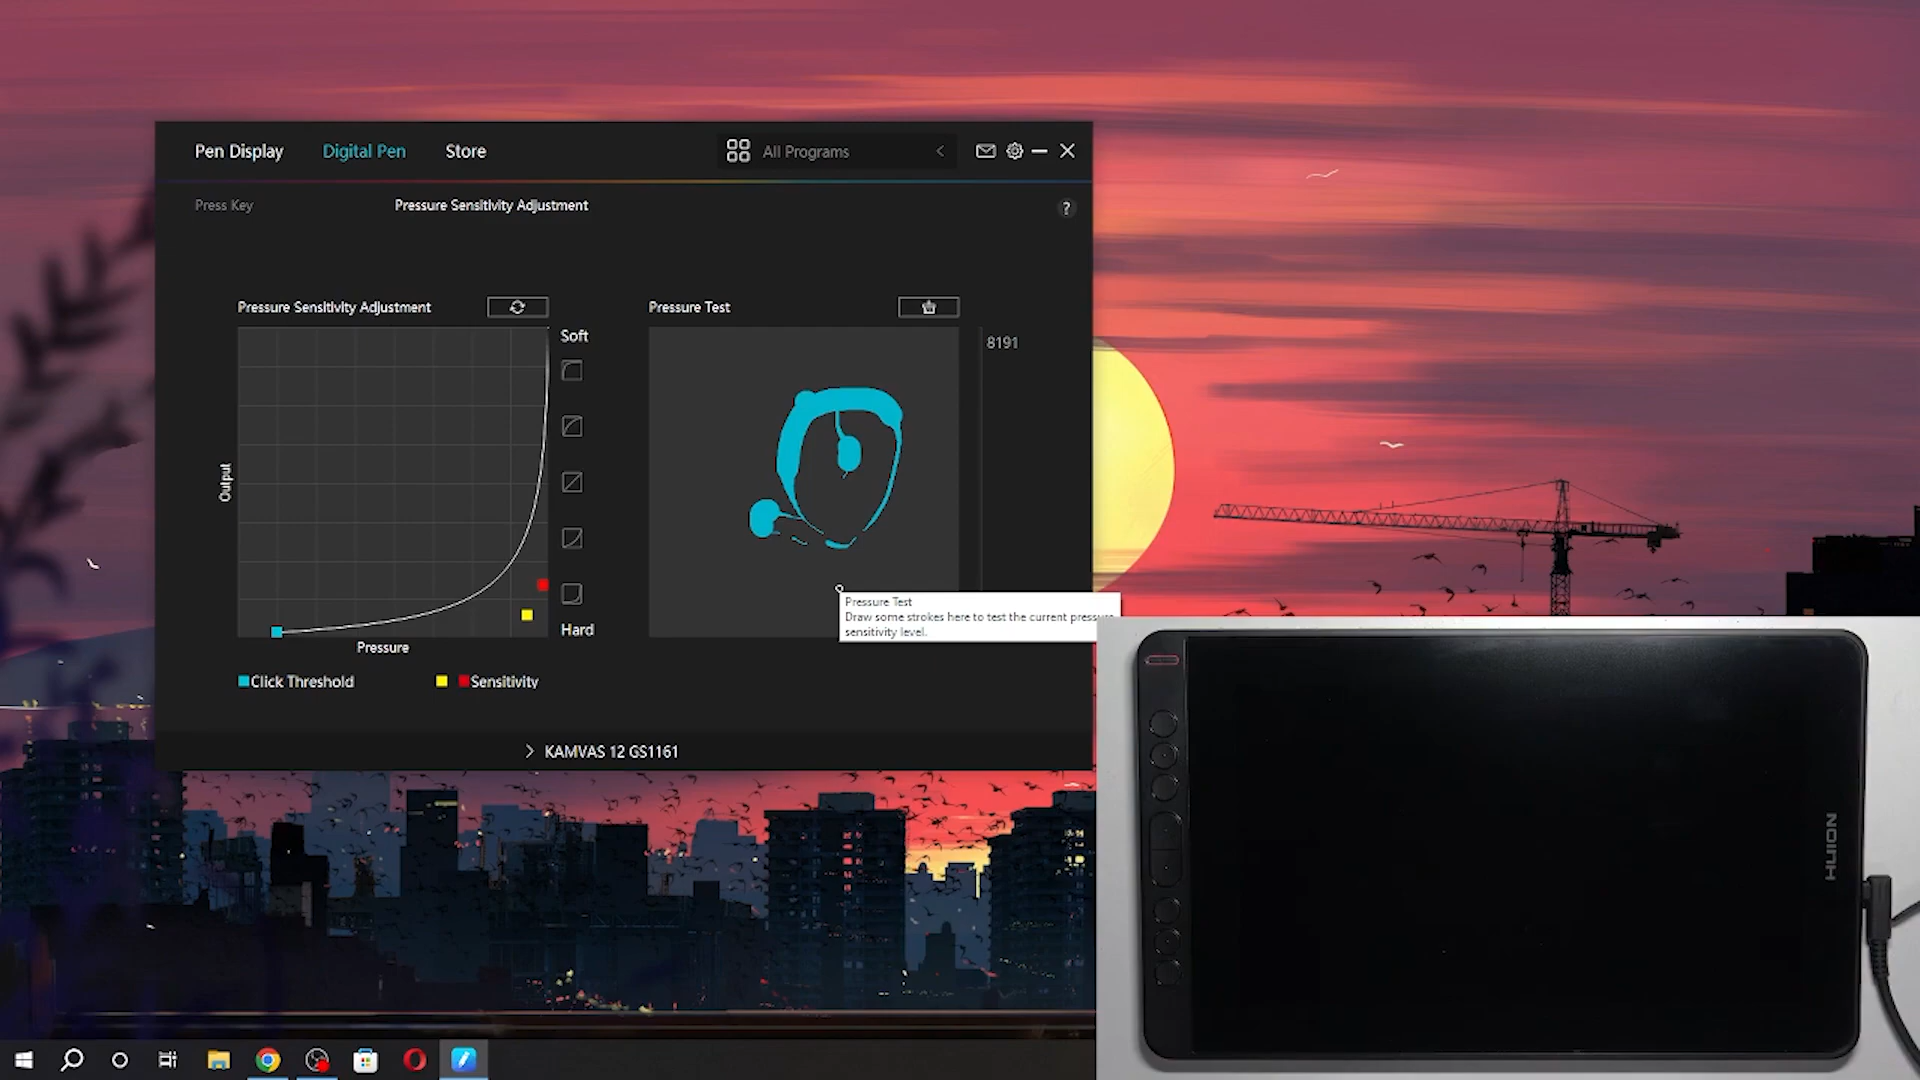 Pen Display
Digital Pen
Store
All Programs
Press Key
Pressure Sensitivity Adjustment
?
Pressure Sensitivity Adjustment
Pressure Test
Soft
8191
Output
Pressure Test
Draw some strokes here to test the current pressure
sensitivity level.
Hard
Pressure
Click Threshold
Sensitivity
KAMVAS 12 GS1161
HUION